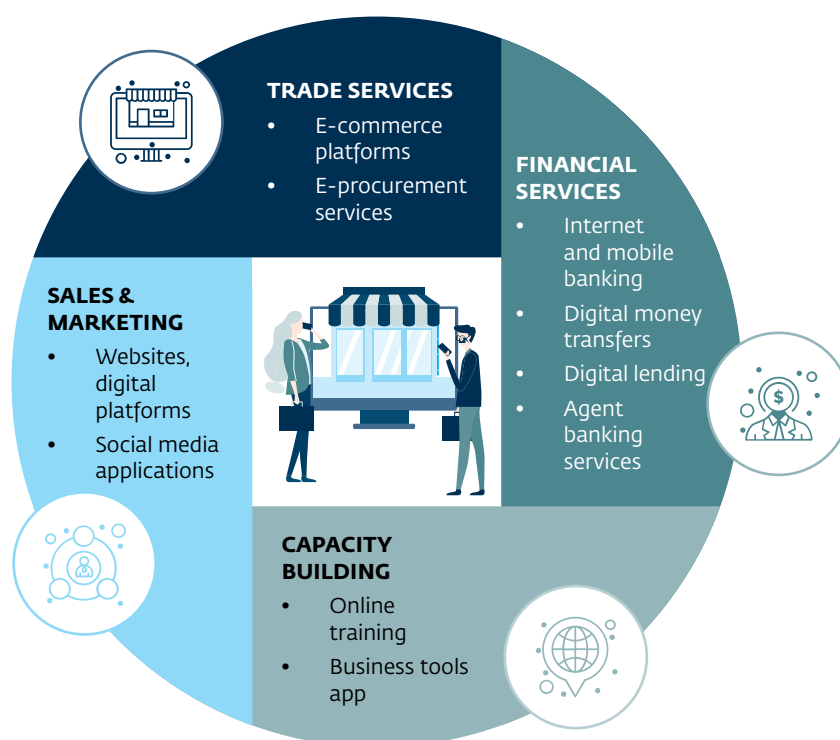 TRADE SERVICES
• E-commerce
platforms
• E-procurement
services
FINANCIAL
SERVICES
• Internet
and mobile
banking
• Digital money
transfers
• Digital lending
• Agent
banking
services
SALES &
MARKETING
• Websites,
digital
platforms
• Social media
applications
CAPACITY
BUILDING
• Online
training
• Business tools
app
$